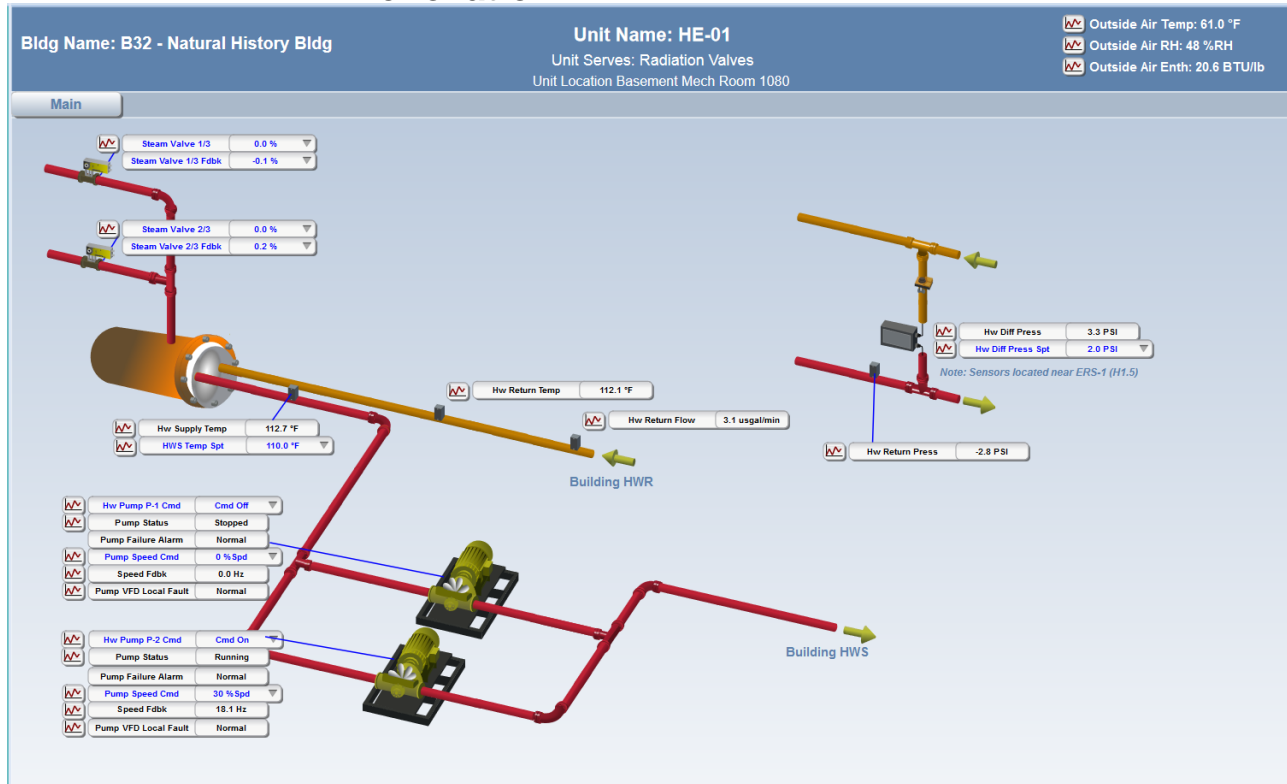 Bldg Name: B32 - Natural History Bldg
Unit Name: HE-01
Unit Serves: Radiation Valves
Unit Location Basement Mech Room 1080
Outside Air Temp: 61.0 °F
Outside Air RH: 48 %RH
Outside Air Enth: 20.6 BTU/lb
Main
Steam Valve 1/3 0.0 %
Steam Valve 1/3 Fdbk -0.1 %
Steam Valve 2/3 0.0 %
Steam Valve 2/3 Fdbk 0.2 %
Hw Diff Press 3.3 PSI
Hw Diff Press Spt 2.0 PSI
Note: Sensors located near ERS-1 (H1.5)
Hw Return Temp 112.1 °F
Hw Return Flow 3.1 usgal/min
Hw Supply Temp 112.7 °F
HWS Temp Spt 110.0 °F
Hw Return Press -2.8 PSI
Building HWR
Hw Pump P-1 Cmd Cmd Off
Pump Status Stopped
Pump Failure Alarm Normal
Pump Speed Cmd 0 %Spd
Speed Fdbk 0.0 Hz
Pump VFD Local Fault Normal
Hw Pump P-2 Cmd Cmd On
Pump Status Running
Pump Failure Alarm Normal
Pump Speed Cmd 30 %Spd
Speed Fdbk 18.1 Hz
Pump VFD Local Fault Normal
Building HWS